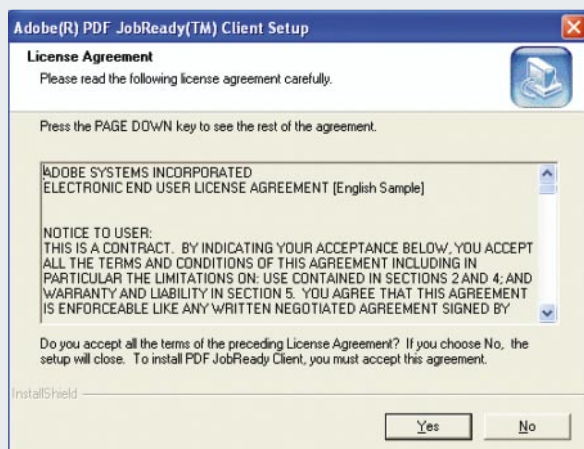 Adobe(R) PDF JobReady(TM) Client Setup
License Agreement
Please read the following license agreement carefully.
Press the PAGE DOWN key to see the rest of the agreement.
ADOBE SYSTEMS INCORPORATED
ELECTRONIC END USER LICENSE AGREEMENT [English Sample]
NOTICE TO USER:
THIS IS A CONTRACT. BY INDICATING YOUR ACCEPTANCE BELOW, YOU ACCEPT
ALL THE TERMS AND CONDITIONS OF THIS AGREEMENT INCLUDING IN
PARTICULAR THE LIMITATIONS ON: USE CONTAINED IN SECTIONS 2 AND 4; AND
WARRANTY AND LIABILITY IN SECTION 5. YOU AGREE THAT THIS AGREEMENT
IS ENFORCEABLE LIKE ANY WRITTEN NEGOTIATED AGREEMENT SIGNED BY
Do you accept all the terms of the preceding License Agreement? If you choose No, the
setup will close. To install PDF JobReady Client, you must accept this agreement.
InstallShield
Yes No